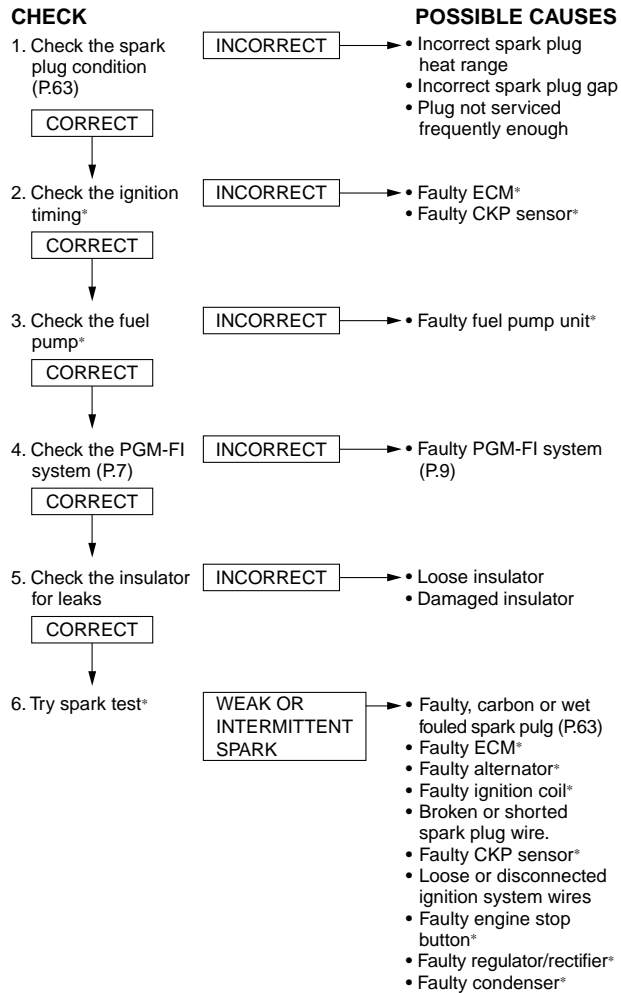 CHECK
POSSIBLE CAUSES
1. Check the spark
plug condition
(P.63)
INCORRECT
• Incorrect spark plug
heat range
• Incorrect spark plug gap
• Plug not serviced
frequently enough
CORRECT
2. Check the ignition
timing*
INCORRECT
• Faulty ECM*
• Faulty CKP sensor*
CORRECT
3. Check the fuel
pump*
INCORRECT
• Faulty fuel pump unit*
CORRECT
4. Check the PGM-FI
system (P.7)
INCORRECT
• Faulty PGM-FI system
(P.9)
CORRECT
5. Check the insulator
for leaks
INCORRECT
• Loose insulator
• Damaged insulator
CORRECT
6. Try spark test*
WEAK OR
INTERMITTENT
SPARK
• Faulty, carbon or wet
fouled spark pulg (P.63)
• Faulty ECM*
• Faulty alternator*
• Faulty ignition coil*
• Broken or shorted
spark plug wire.
• Faulty CKP sensor*
• Loose or disconnected
ignition system wires
• Faulty engine stop
button*
• Faulty regulator/rectifier*
• Faulty condenser*